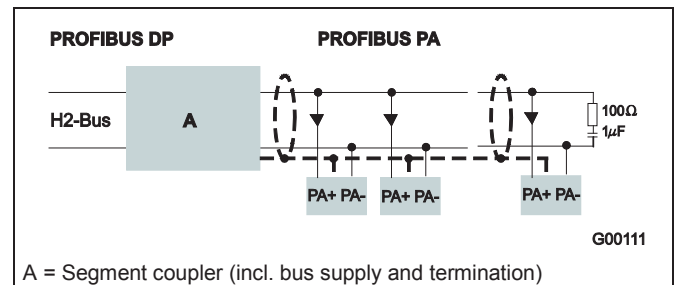 PROFIBUS DP PROFIBUS PA
H2-Bus A 100Ω
1µF
PA+ PA- PA+ PA- PA+ PA-
G00111
A = Segment coupler (incl. bus supply and termination)